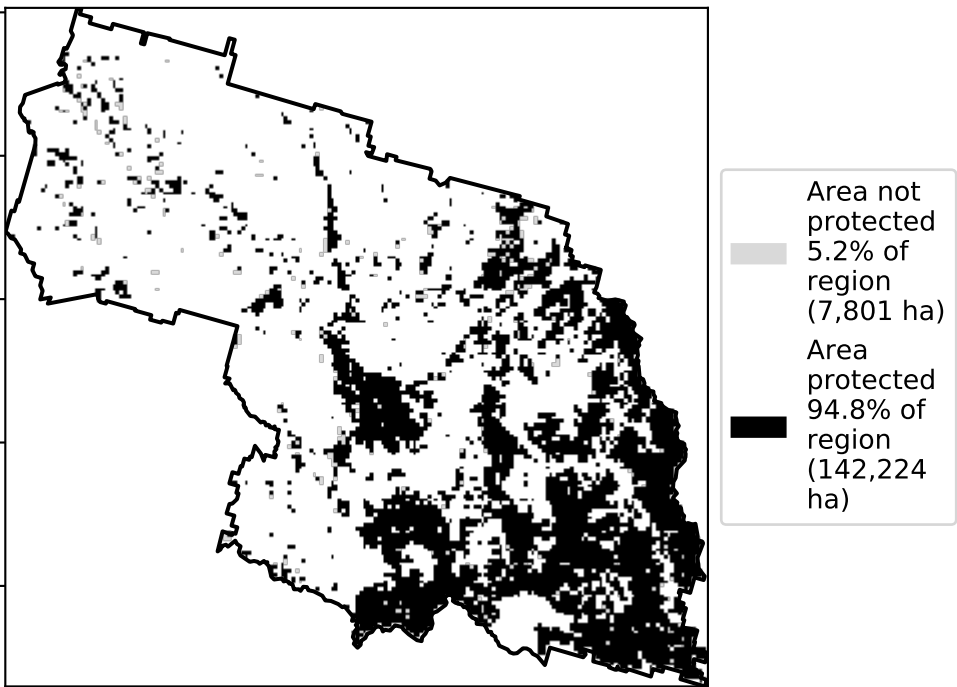 Area not
protected
5.2% of
region
(7,801 ha)
Area
protected
94.8% of
region
(142,224
ha)